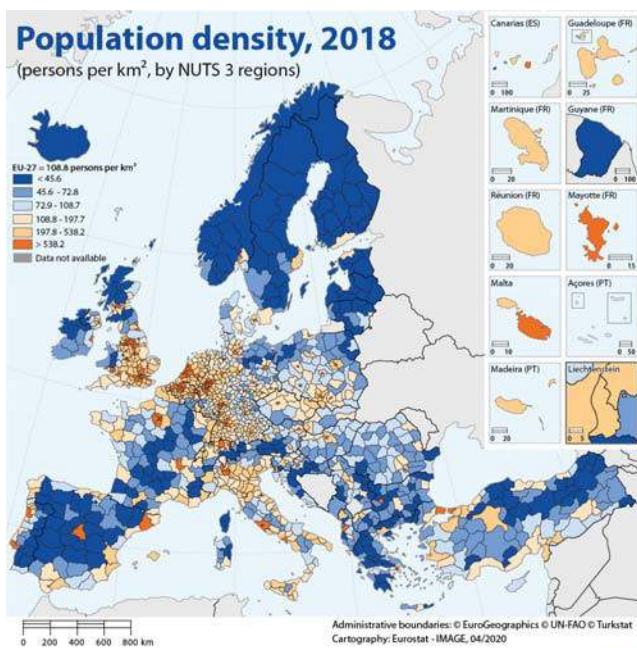 Population density, 2018
(persons per km², by NUTS 3 regions)
EU-27 = 108.8 persons per km²
< 45.6
45.6 - 72.8
72.9 - 108.7
108.8 - 197.7
197.8 - 538.2
> 538.2
Data not available
Canarias (ES)
0 100
Guadeloupe (FR)
0 25
Martinique (FR)
0 20
Guyane (FR)
0 100
Réunion (FR)
0 20
Mayotte (FR)
0 15
Malta
0 10
Açores (PT)
0 50
Madeira (PT)
0 20
Liechtenstein
0 5
0 200 400 600 800 km
Administrative boundaries: © EuroGeographics © UN-FAO © Turkstat
Cartography: Eurostat - IMAGE, 04/2020